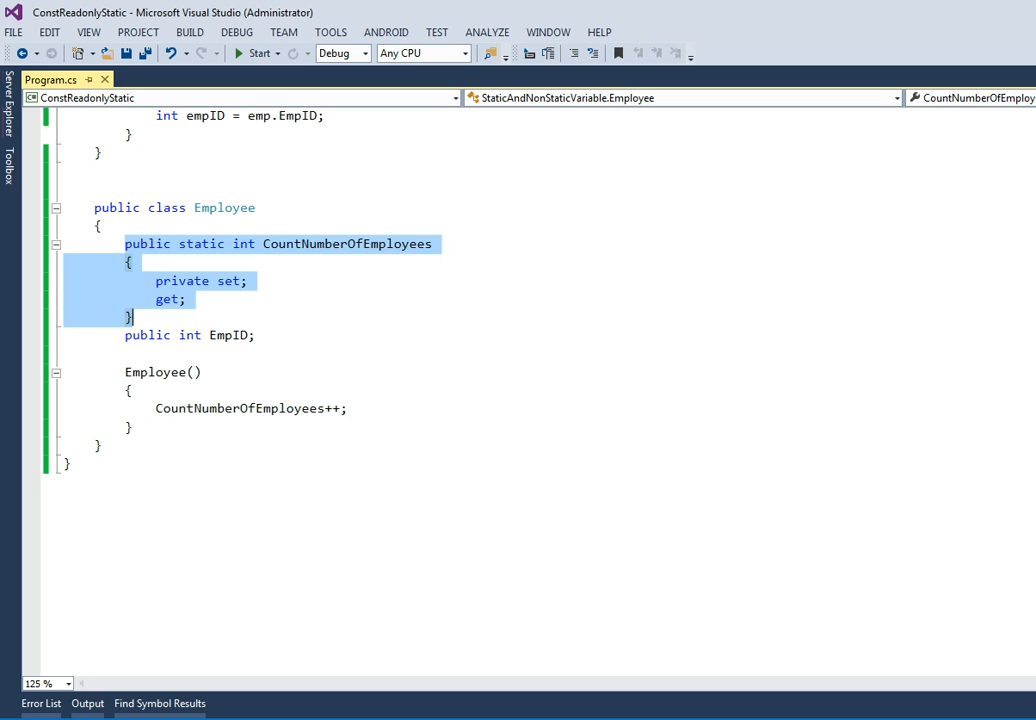 ConstReadonlyStatic - Microsoft Visual Studio (Administrator)
FILE EDIT VIEW PROJECT BUILD DEBUG TEAM TOOLS ANDROID TEST ANALYZE WINDOW HELP
Start Debug Any CPU
Server Explorer
Toolbox
Program.cs
ConstReadonlyStatic StaticAndNonStaticVariable.Employee CountNumberOfEmploy
int empID = emp.EmpID;
}
}
public class Employee
{
public static int CountNumberOfEmployees
{
private set;
get;
}
public int EmpID;
Employee()
{
CountNumberOfEmployees++;
}
}
}
125 %
Error List Output Find Symbol Results